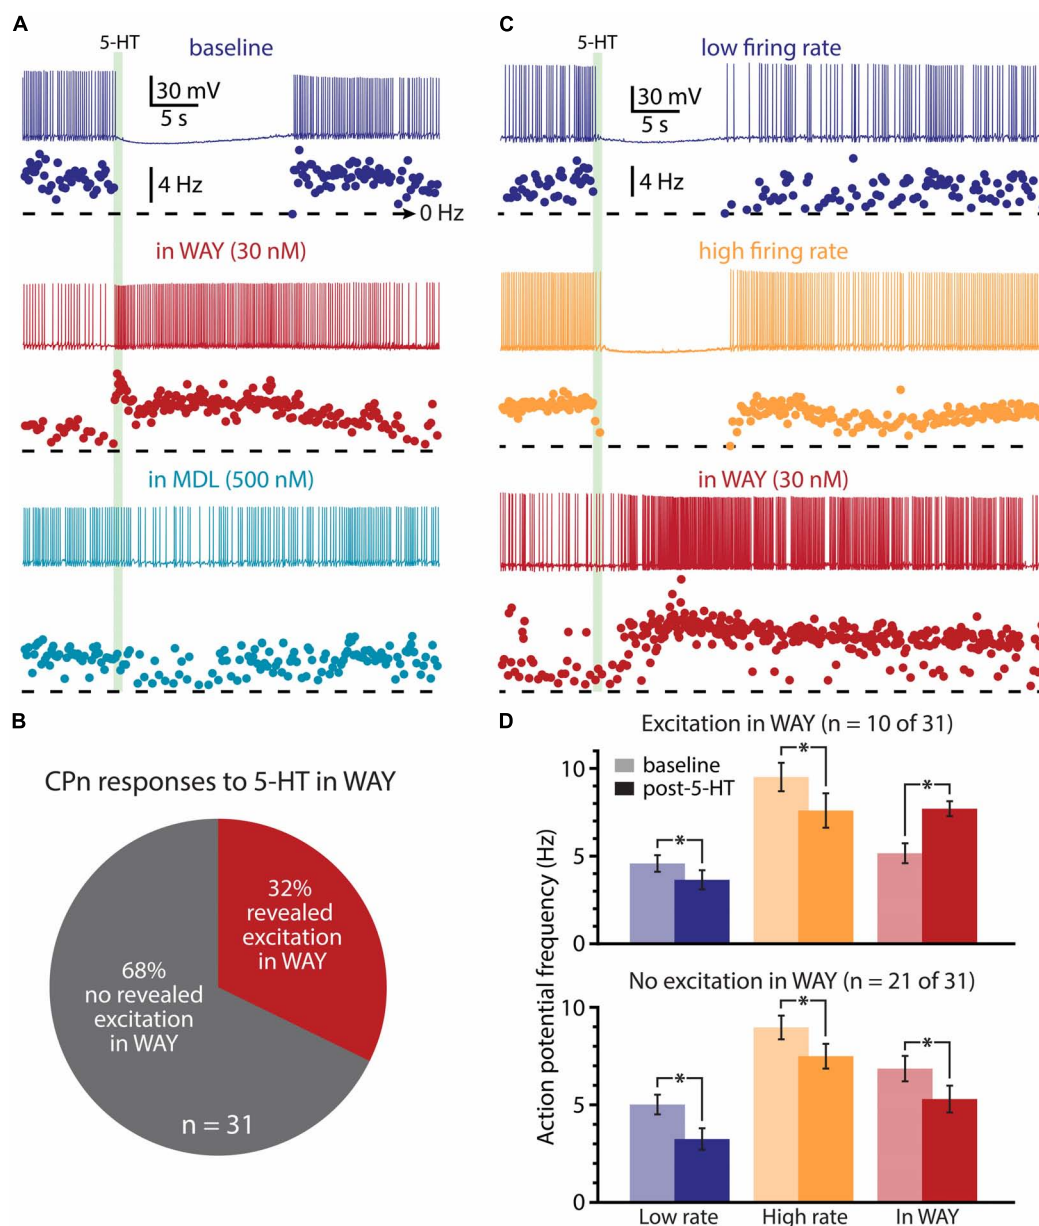 A
5-HT
baseline
30 mV
5 s
4 Hz
0 Hz
in WAY (30 nM)
in MDL (500 nM)
B
CPn responses to 5-HT in WAY
32%
revealed
excitation
in WAY
68%
no revealed
excitation
in WAY
n = 31
C
5-HT
low firing rate
30 mV
5 s
4 Hz
high firing rate
in WAY (30 nM)
D
Excitation in WAY (n = 10 of 31)
baseline
post-5-HT
*
*
*
10
5
0
Action potential frequency (Hz)
No excitation in WAY (n = 21 of 31)
*
*
*
10
5
0
Low rate
High rate
In WAY